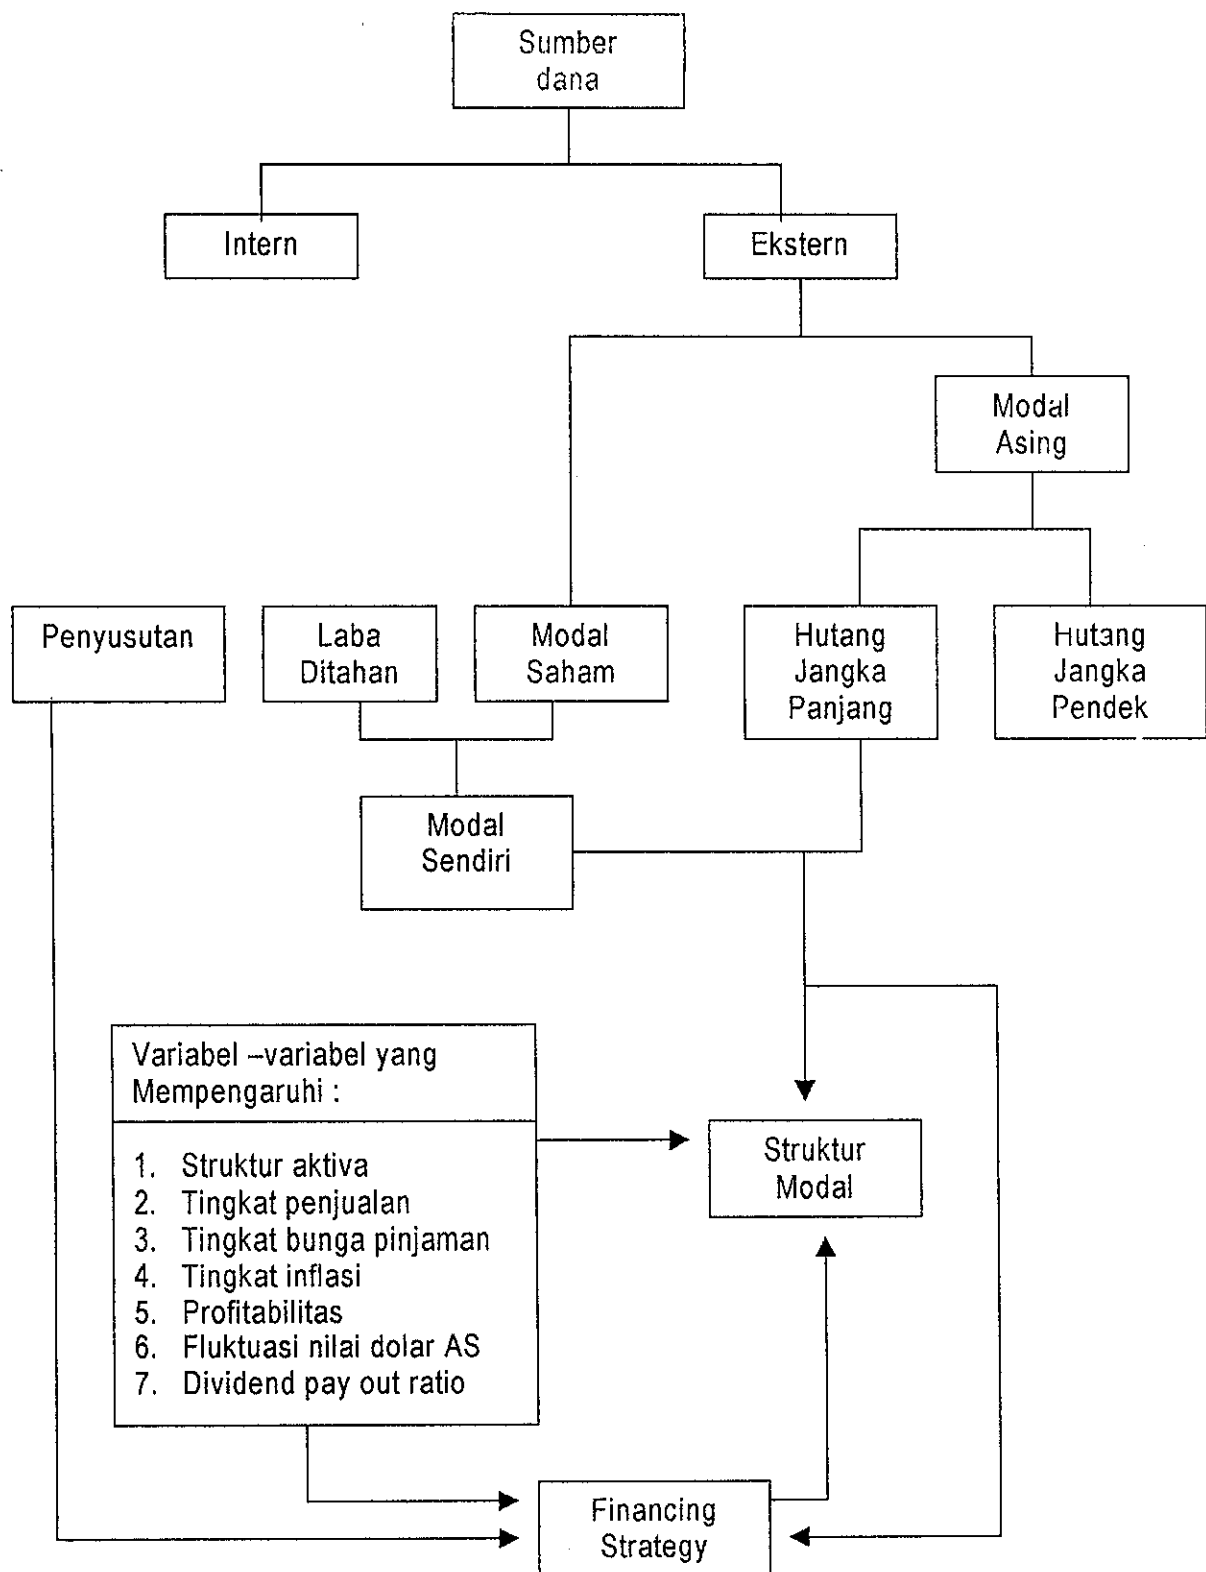 Sumber
dana
Intern
Ekstern
Modal
Asing
Penyusutan
Laba
Ditahan
Modal
Saham
Hutang
Jangka
Panjang
Hutang
Jangka
Pendek
Modal
Sendiri
Variabel –variabel yang
Mempengaruhi :
1. Struktur aktiva
2. Tingkat penjualan
3. Tingkat bunga pinjaman
4. Tingkat inflasi
5. Profitabilitas
6. Fluktuasi nilai dolar AS
7. Dividend pay out ratio
Struktur
Modal
Financing
Strategy